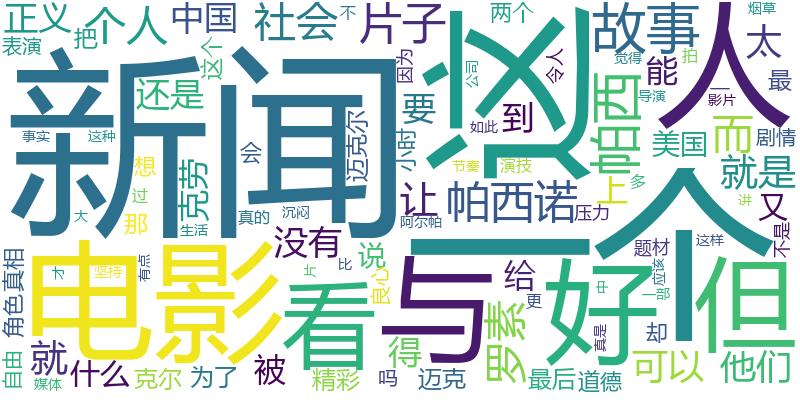 正义
个人
中国
社会
不
片子
两个
故事
烟草
太
表演
把
这个
因为
公司
令人
觉得
拍
能
最
新闻
还是
要
到
这
人
导演
一
影片
事实
这种
想
会
迈克尔
小时
如此
帕西
美国
而
剧情
克劳
节奏
演技
上
多
就是
讲
过
那
大
生活
真的
沉闷
让
阿尔帕
帕西诺
压力
一个
又
不是
没有
说
给
题材
这样
角色
真相
电影
看
与
好
但
才
坚持
有点
片
比
良心
更
罗素
中
应该
一部
真是
却
自由
就
媒体
什么
克尔
为了
被
精彩
吗
得
迈克
最后
道德
可以
他们